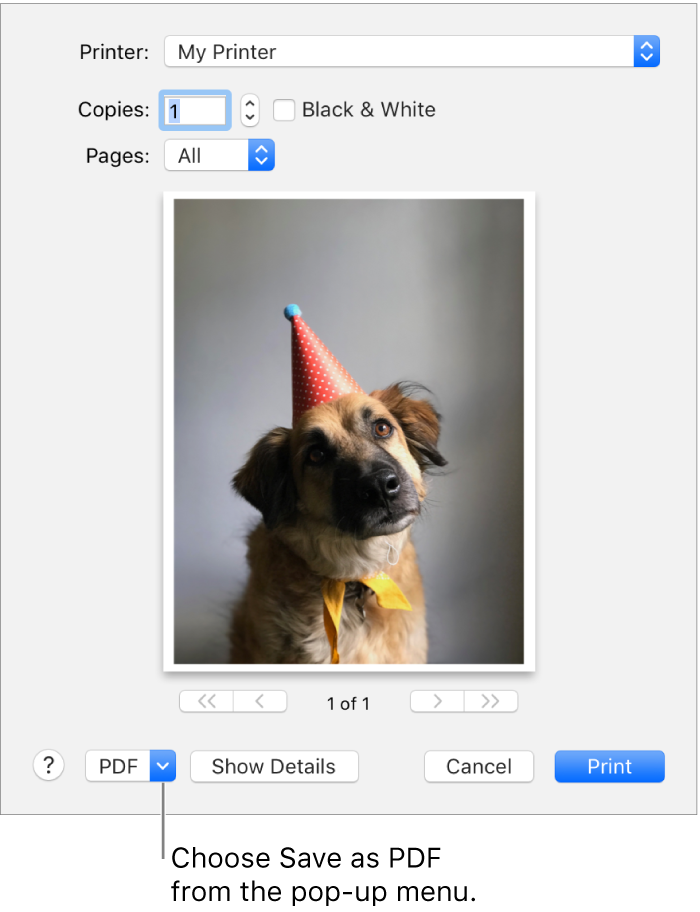 Printer: My Printer
Copies: 1 Black & White
Pages: All
1 of 1
? PDF Show Details Cancel Print
Choose Save as PDF
from the pop-up menu.